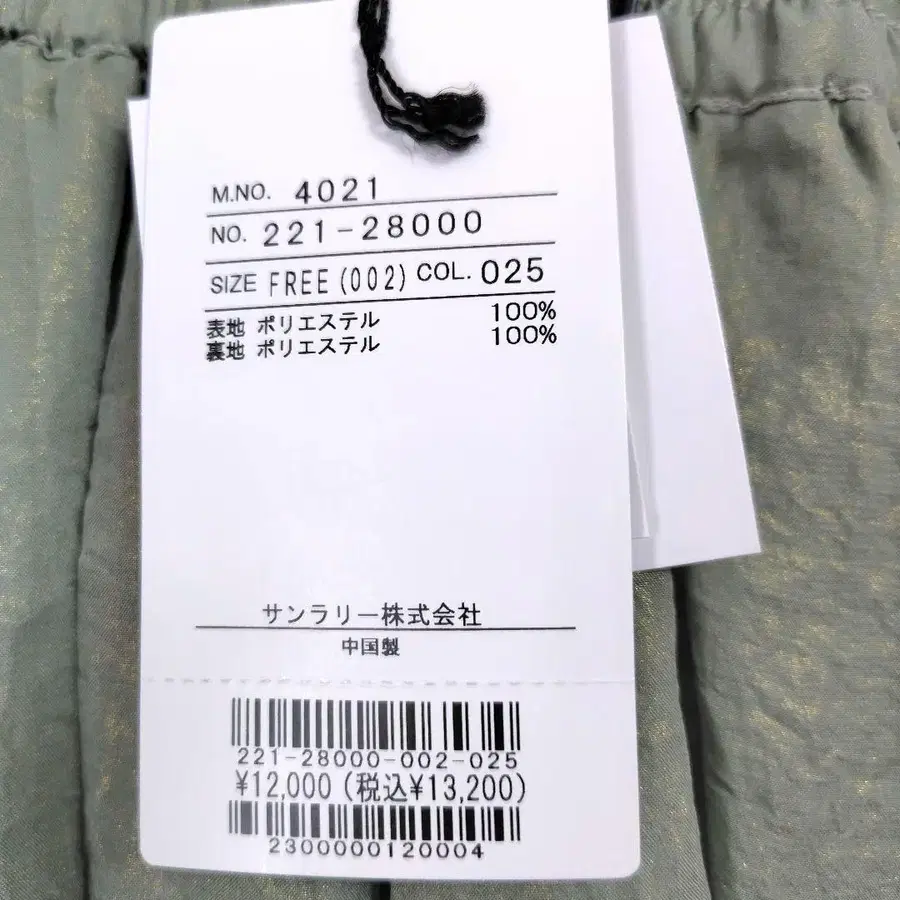 M.NO. 4021
NO. 221-28000
SIZE FREE (002) COL. 025
表地 ポリエステル 100%
裏地 ポリエステル 100%
サンラリー株式会社
中国製
221-28000-002-025
¥12,000 (税込¥13,200)
2300000120004